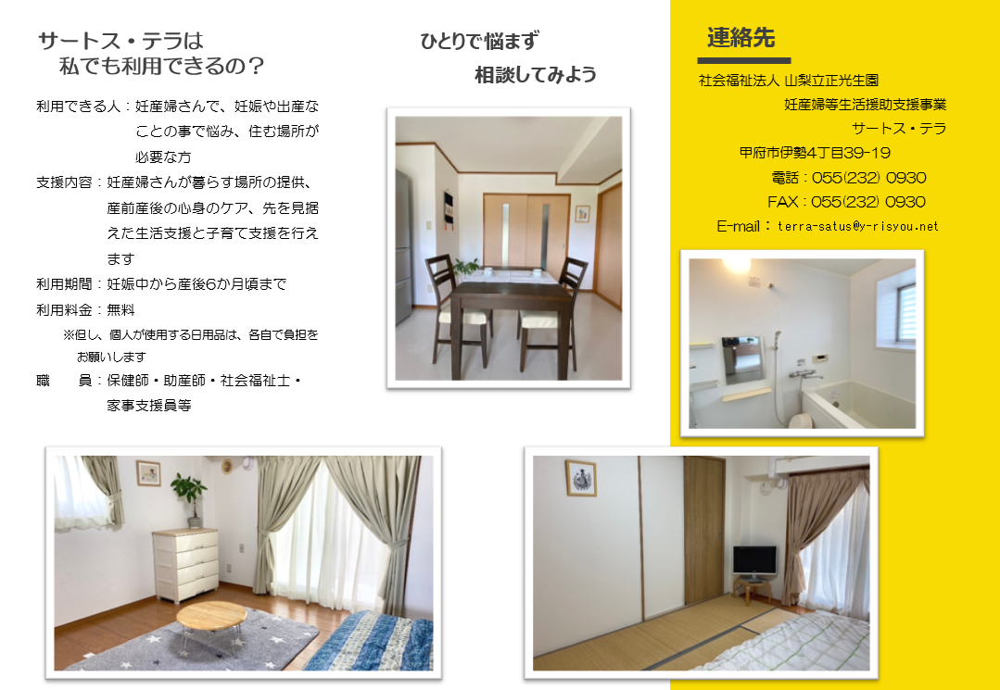 サートス・テラは
私でも利用できるの？
利用できる人：妊産婦さんで、妊娠や出産な
ことの事で悩み、住む場所が
必要な方
支援内容：妊産婦さんが暮らす場所の提供、
産前産後の心身のケア、先を見据
えた生活支援と子育て支援を行え
ます
利用期間：妊娠中から産後6か月頃まで
利用料金：無料
※但し、個人が使用する日用品は、各自で負担を
お願いします
職　　員：保健師・助産師・社会福祉士・
家事支援員等
ひとりで悩まず
相談してみよう
連絡先
社会福祉法人 山梨立正光生園
妊産婦等生活援助支援事業
サートス・テラ
甲府市伊勢4丁目39-19
電話：055(232) 0930
FAX：055(232) 0930
E-mail：terra-satus@y-risyou.net